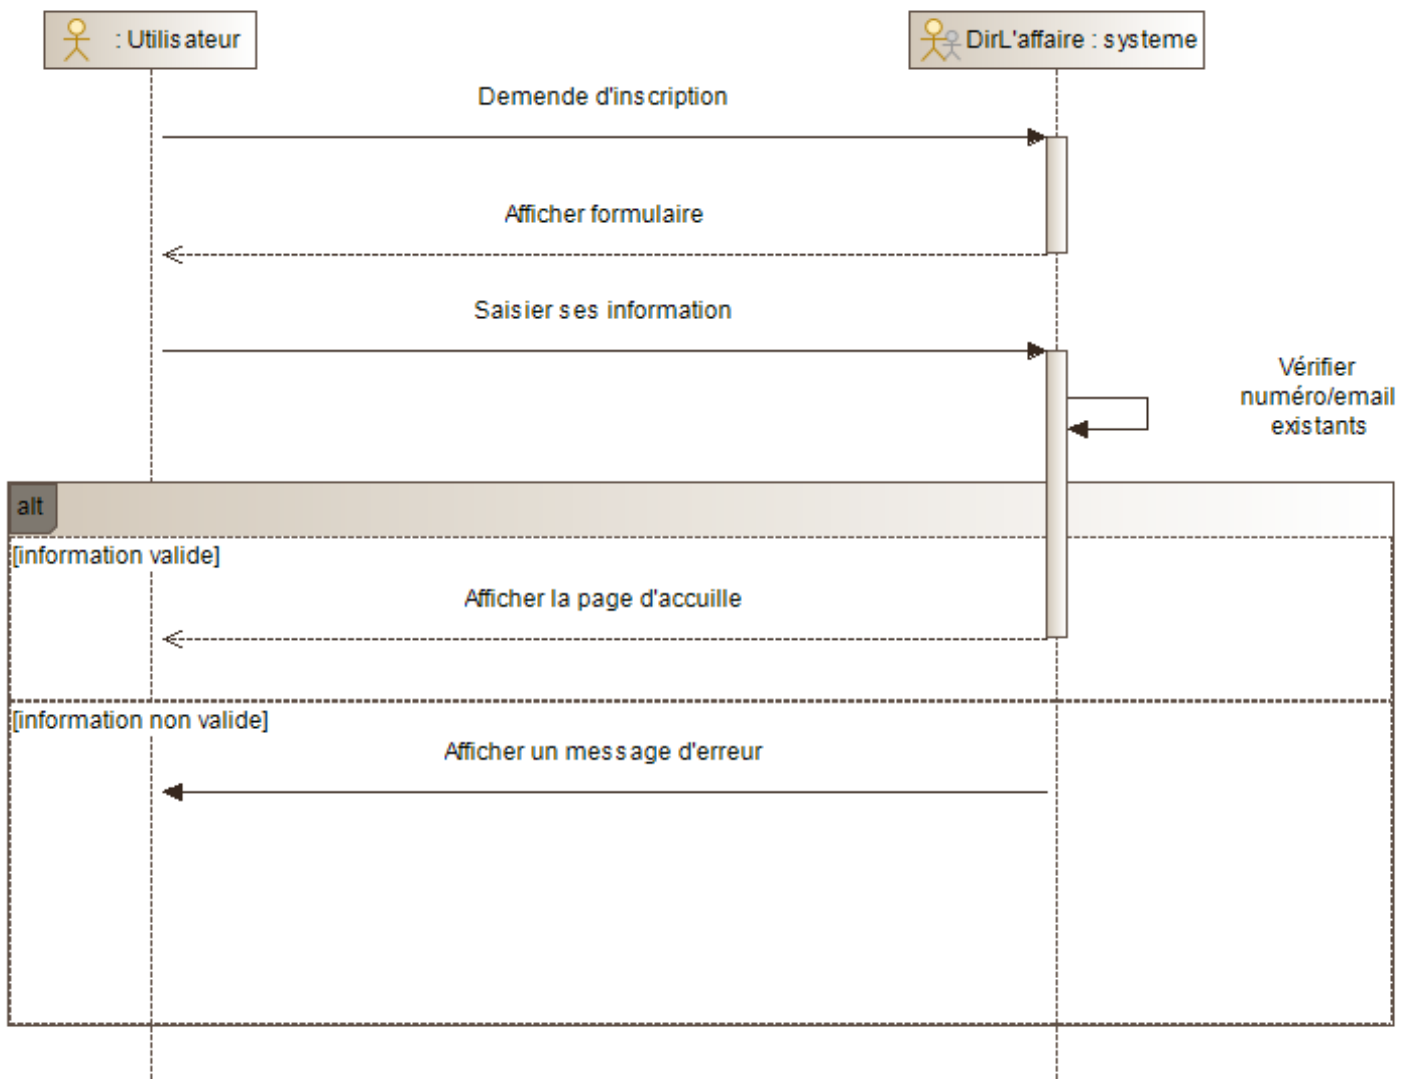 : Utilisateur
DirL'affaire : systeme
Demende d'inscription
Afficher formulaire
Saisier ses information
Vérifier
numéro/email
existants
alt
[information valide]
Afficher la page d'accuille
[information non valide]
Afficher un message d'erreur